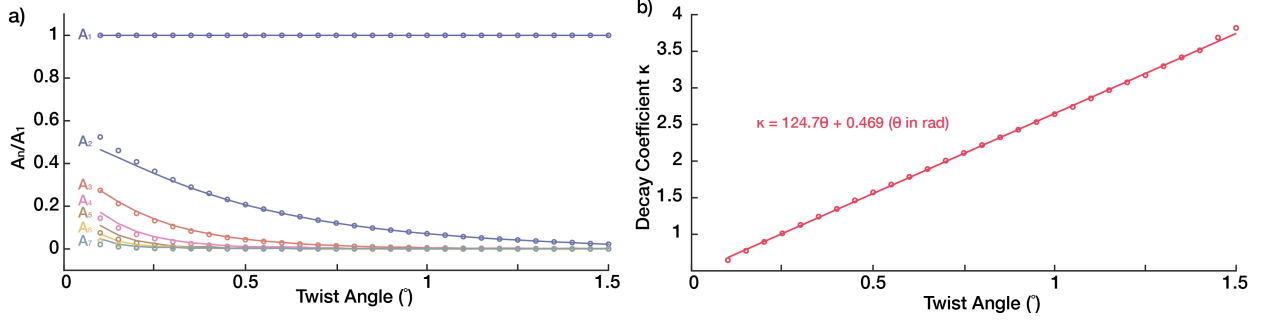 a)
Aₙ/A₁
1
0.8
0.6
0.4
0.2
0
A₁
A₂
A₃
A₄
A₅
A₆
A₇
0
0.5
1
1.5
Twist Angle (°)
b)
Decay Coefficient κ
4
3.5
3
2.5
2
1.5
1
κ = 124.7θ + 0.469 (θ in rad)
0
0.5
1
1.5
Twist Angle (°)